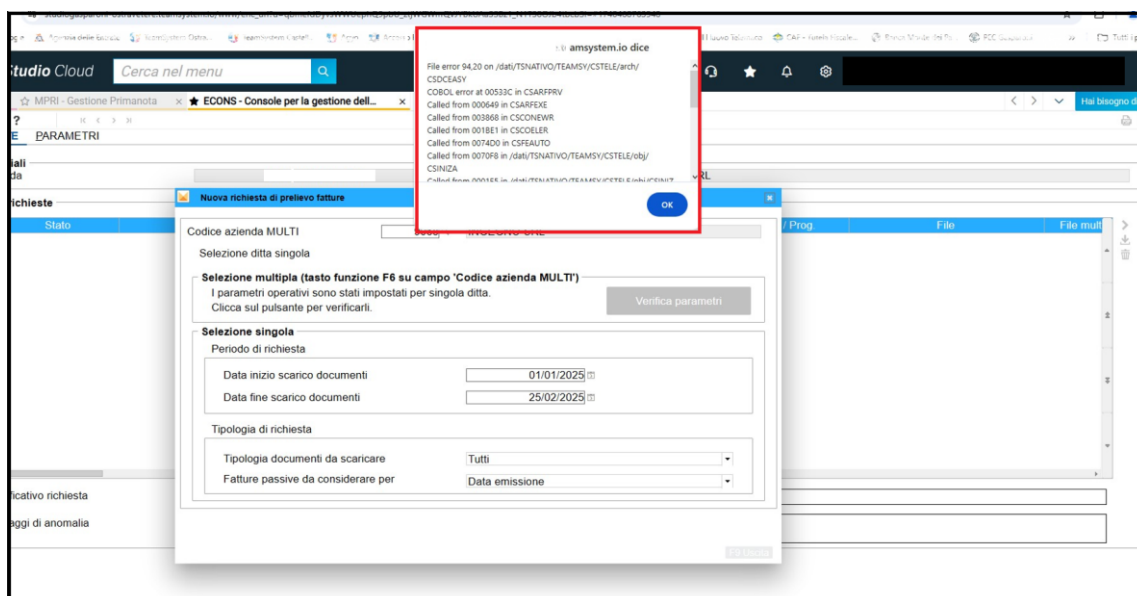 amsystem.io dice
File error 94,20 on /dati/TSNATIVO/TEAMSY/CSTELE/arch/
CSDCEASY
COBOL error at 00533C in CSARFPRV
Called from 000649 in CSARFEXE
Called from 003868 in CSCONEWR
Called from 001BE1 in CSCOELER
Called from 0074D0 in CSFEAUTO
Called from 0070F8 in /dati/TSNATIVO/TEAMSY/CSTELE/obj/
CSINIZA
OK
Studio Cloud
Cerca nel menu
MPRI - Gestione Primanota
ECONS - Console per la gestione dell...
Hai bisogno d
?
E PARAMETRI
iali
da
RL
ichieste
Stato
/ Prog.
File
File mult
Nuova richiesta di prelievo fatture
Codice azienda MULTI
Selezione ditta singola
Selezione multipla (tasto funzione F6 su campo 'Codice azienda MULTI')
I parametri operativi sono stati impostati per singola ditta.
Clicca sul pulsante per verificarli.
Verifica parametri
Selezione singola
Periodo di richiesta
Data inizio scarico documenti 01/01/2025
Data fine scarico documenti 25/02/2025
Tipologia di richiesta
Tipologia documenti da scaricare Tutti
Fatture passive da considerare per Data emissione
F9 Uscita
ficativo richiesta
aggi di anomalia